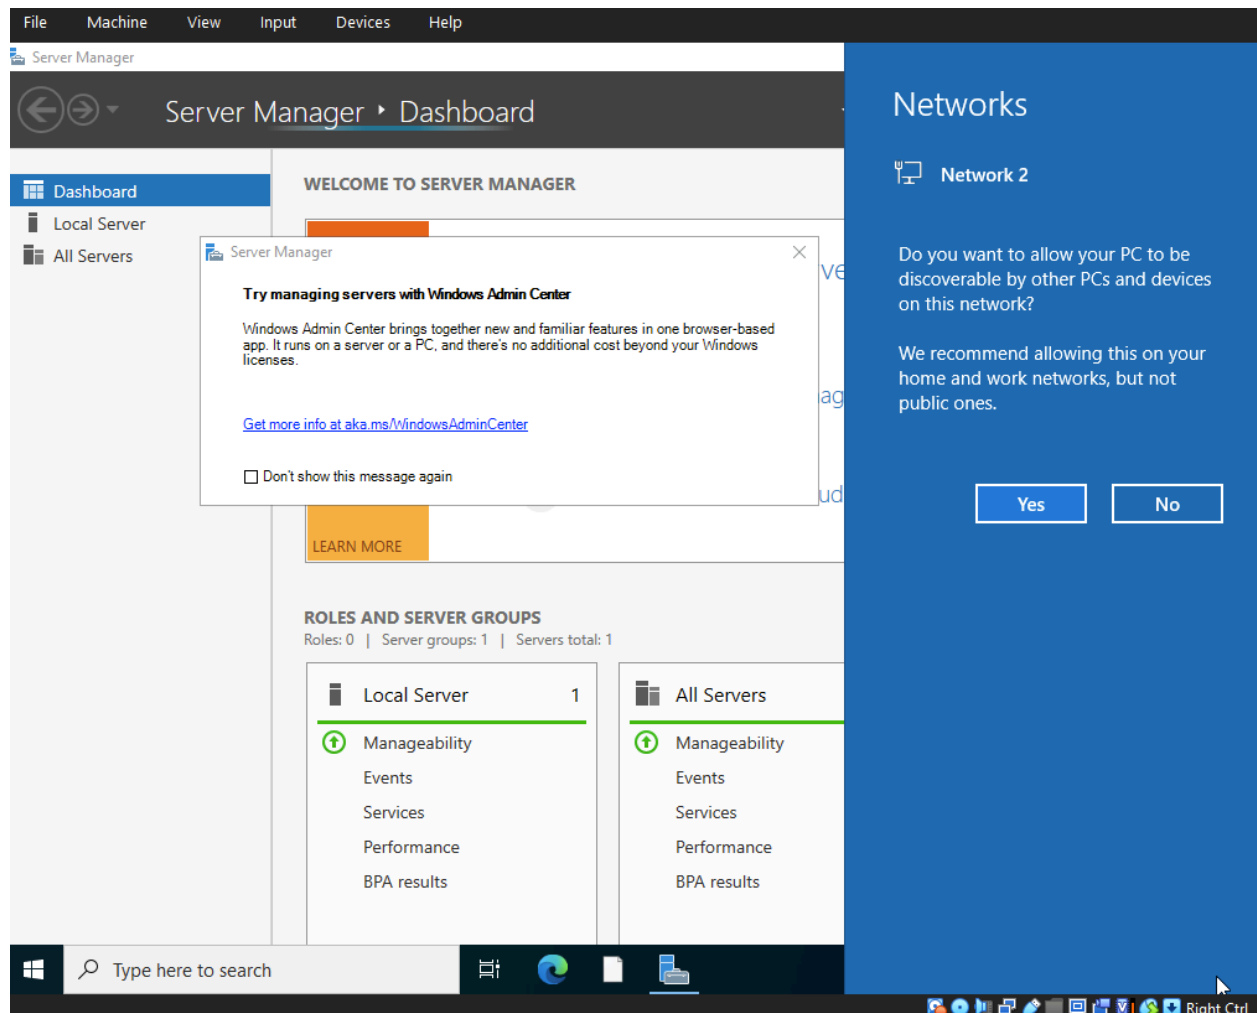 File Machine View Input Devices Help
Server Manager
Server Manager Dashboard
Dashboard
Local Server
All Servers
WELCOME TO SERVER MANAGER
Server Manager
Try managing servers with Windows Admin Center
Windows Admin Center brings together new and familiar features in one browser-based
app. It runs on a server or a PC, and there's no additional cost beyond your Windows
licenses.
Get more info at aka.ms/WindowsAdminCenter
Don't show this message again
LEARN MORE
ROLES AND SERVER GROUPS
Roles: 0 | Server groups: 1 | Servers total: 1
Local Server 1
Manageability
Events
Services
Performance
BPA results
All Servers
Manageability
Events
Services
Performance
BPA results
Networks
Network 2
Do you want to allow your PC to be
discoverable by other PCs and devices
on this network?
We recommend allowing this on your
home and work networks, but not
public ones.
Yes No
Type here to search
Right Ctrl